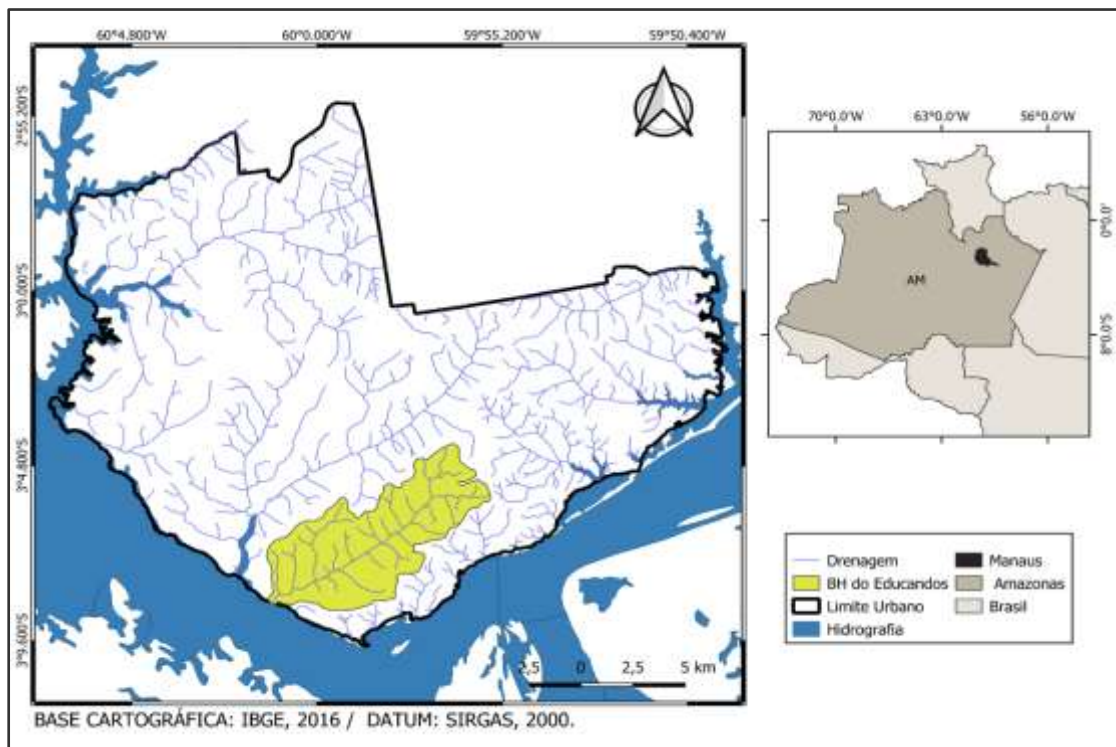 60°4.800'W 60°0.000'W 59°55.200'W 59°50.400'W
2°55.200'S
3°0.000'S
3°4.800'S
3°9.600'S
2,5 0 2,5 5 km
BASE CARTOGRÁFICA: IBGE, 2016 / DATUM: SIRGAS, 2000.
70°0.0'W 63°0.0'W 56°0.0'W
0°0.0'
8°0.0'S
AM
Drenagem
BH do Educandos
Limite Urbano
Hidrografia
Manaus
Amazonas
Brasil